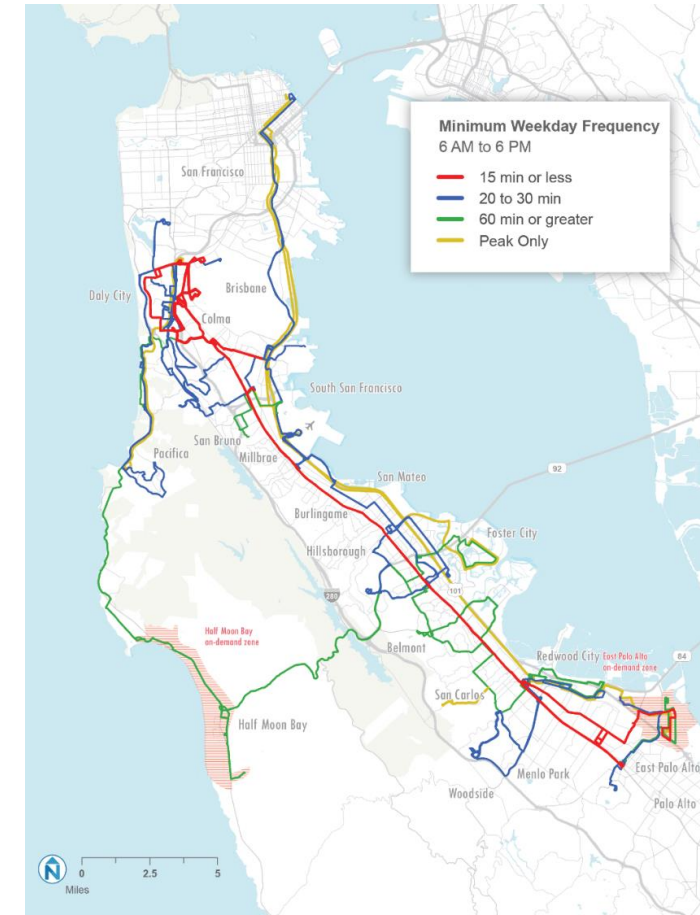 Minimum Weekday Frequency
6 AM to 6 PM
15 min or less
20 to 30 min
60 min or greater
Peak Only
San Francisco
Daly City
Brisbane
Colma
South San Francisco
San Bruno
Pacifica
Millbrae
San Mateo
92
Burlingame
Foster City
Hillsborough
101
280
Half Moon Bay
on-demand zone
Belmont
Redwood City
84
East Palo Alto
on-demand zone
San Carlos
Half Moon Bay
East Palo Alto
Menlo Park
Woodside
Palo Alto
N
0
2.5
5
Miles